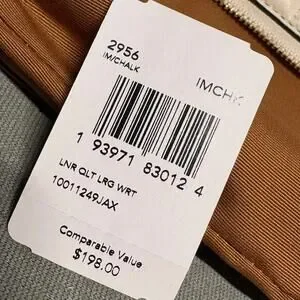 2956
IM/CHALK
IMCHK
1 93971 83012 4
LNR QLT LRG WRT
10011249JAX
Comparable Value
$198.00